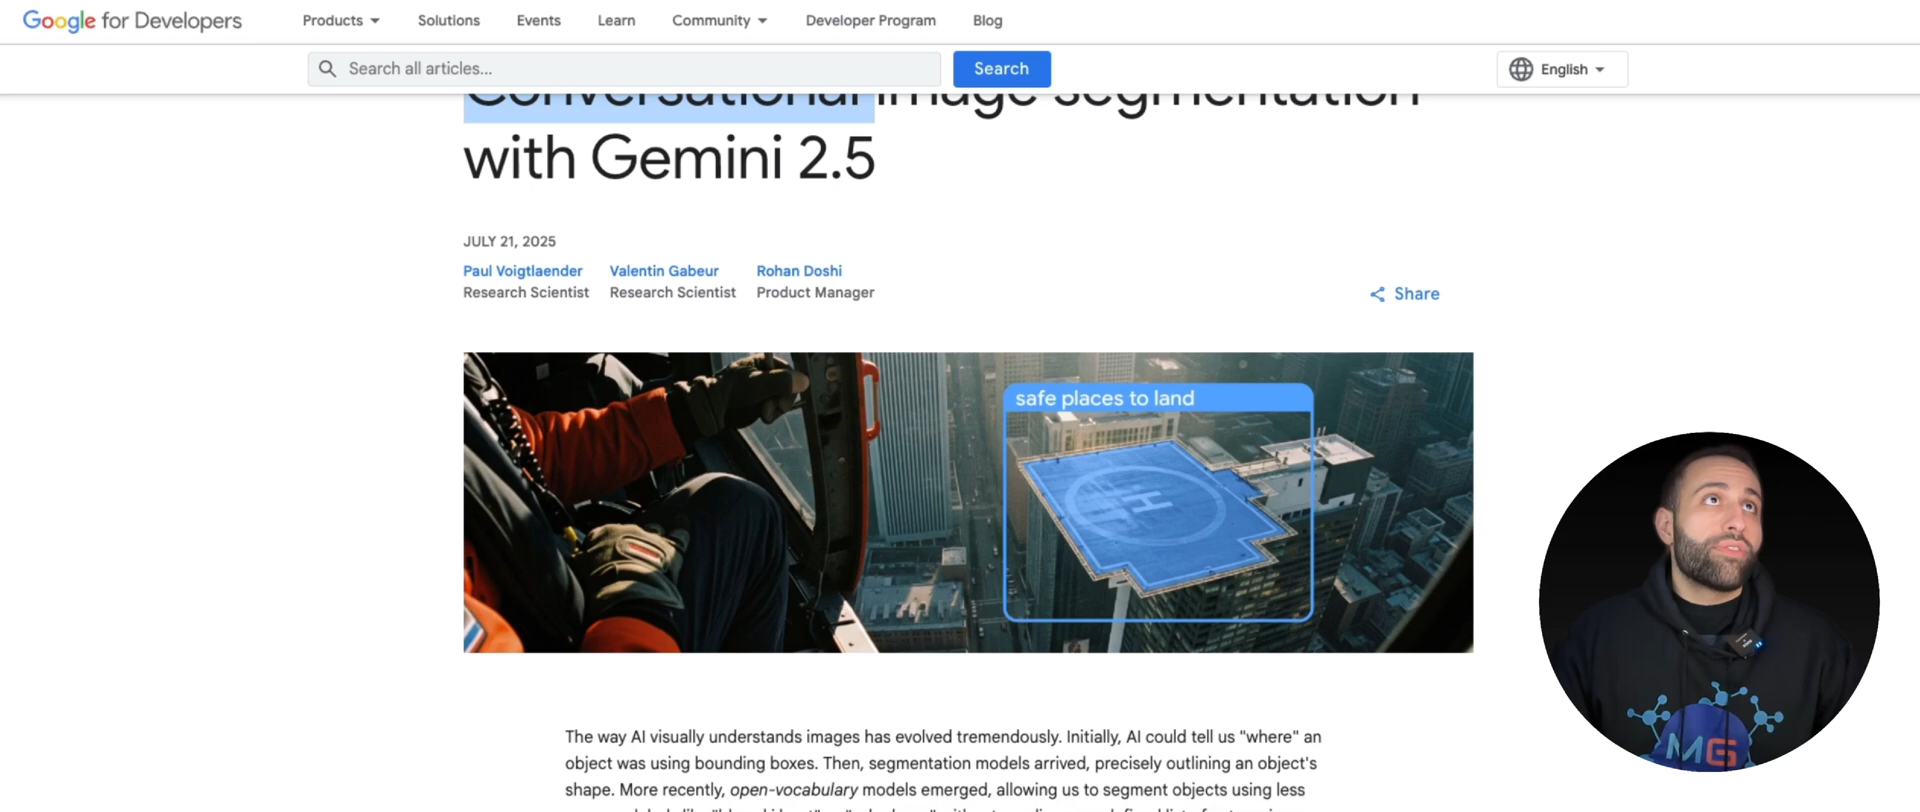 Google for Developers
Products
Solutions
Events
Learn
Community
Developer Program
Blog
Search all articles...
Search
English
Conversational image segmentation
with Gemini 2.5
JULY 21, 2025
Paul Voigtlaender
Research Scientist
Valentin Gabeur
Research Scientist
Rohan Doshi
Product Manager
Share
safe places to land
H
The way AI visually understands images has evolved tremendously. Initially, AI could tell us "where" an
object was using bounding boxes. Then, segmentation models arrived, precisely outlining an object's
shape. More recently, open-vocabulary models emerged, allowing us to segment objects using less
MG